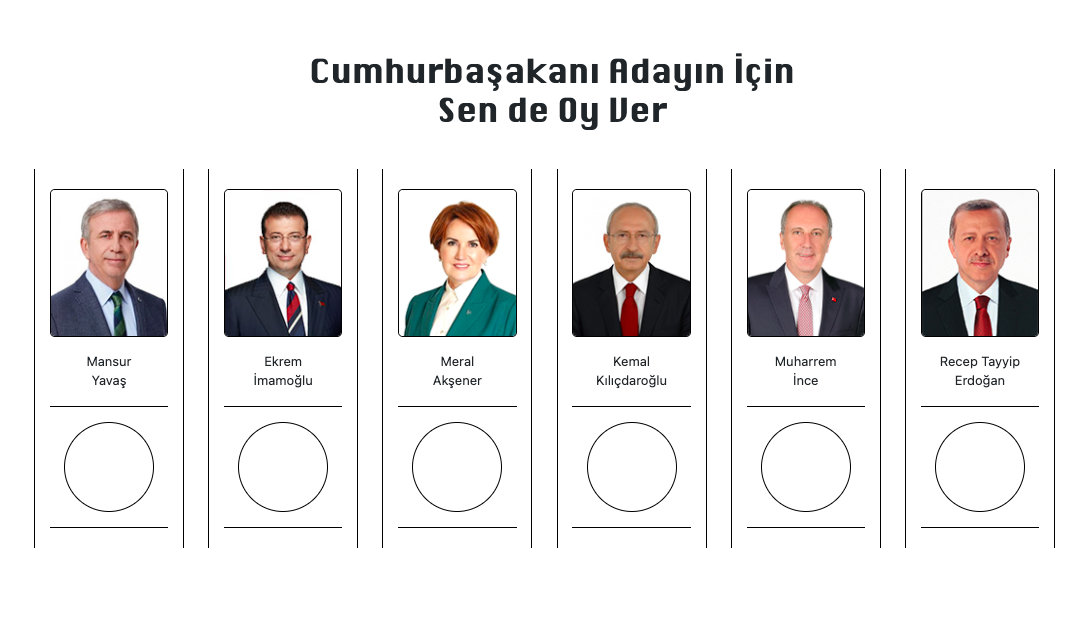 Cumhurbaşakanı Adayın İçin
Sen de Oy Ver
Mansur
Yavaş
Ekrem
İmamoğlu
Meral
Akşener
Kemal
Kılıçdaroğlu
Muharrem
İnce
Recep Tayyip
Erdoğan